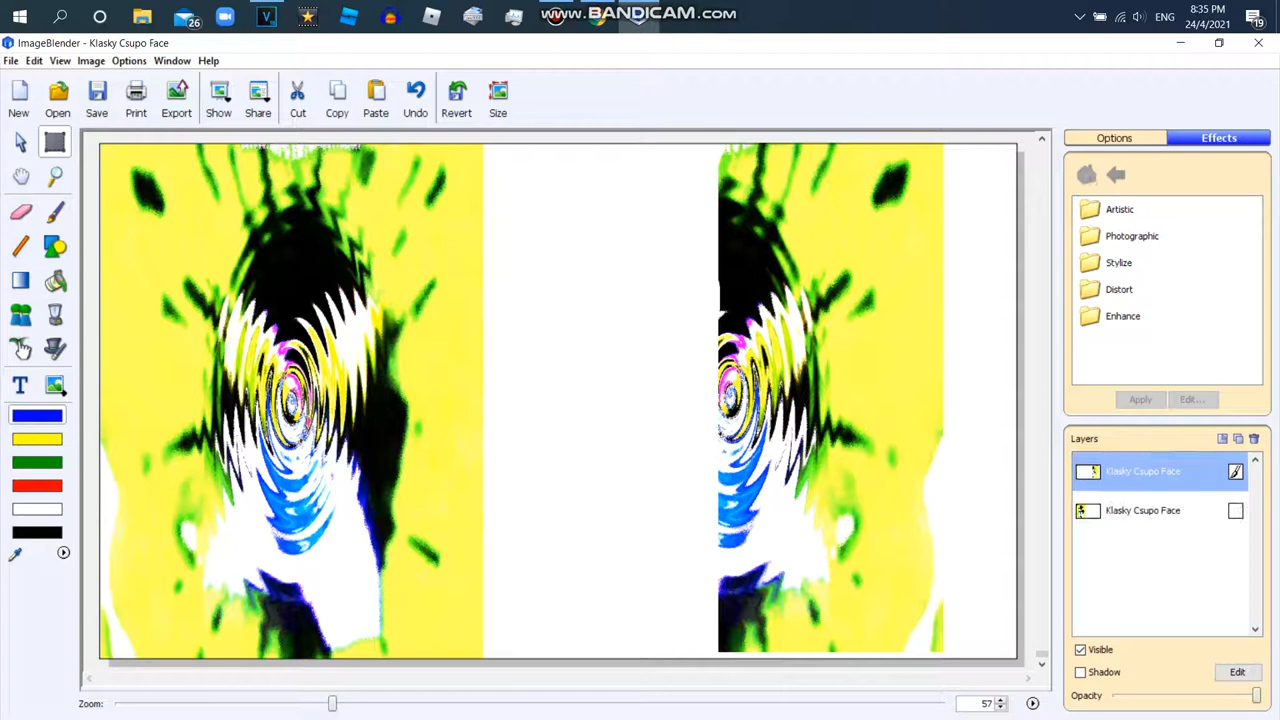 26
www.BANDICAM.com
ENG
8:35 PM
24/4/2021
19
ImageBlender - Klasky Csupo Face
File Edit View Image Options Window Help
New Open Save Print Export Show Share Cut Copy Paste Undo Revert Size
Options Effects
Artistic
Photographic
Stylize
Distort
Enhance
Apply Edit...
Layers
Klasky Csupo Face
Klasky Csupo Face
Visible
Shadow Edit
Opacity
T
Zoom: 57